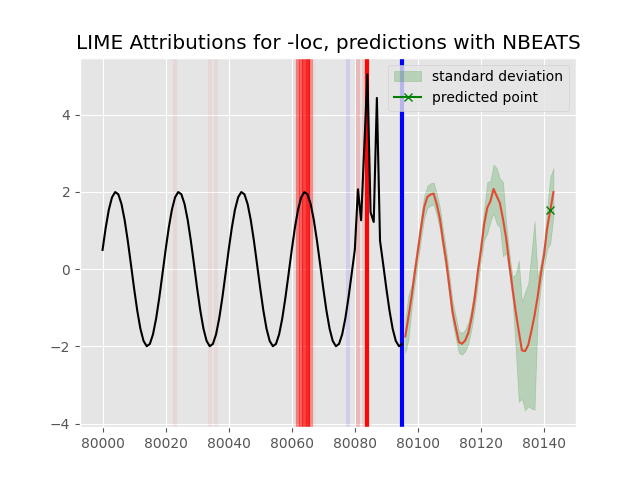 LIME Attributions for -loc, predictions with NBEATS
standard deviation
predicted point
4
2
0
−2
−4
80000 80020 80040 80060 80080 80100 80120 80140